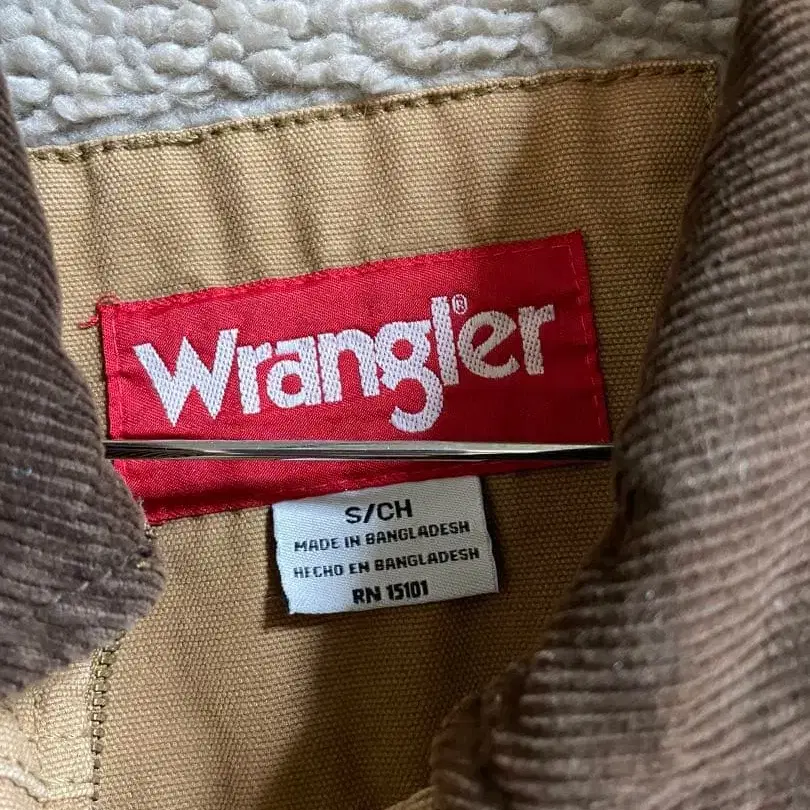 Wrangler®
S/CH
MADE IN BANGLADESH
HECHO EN BANGLADESH
RN 15101